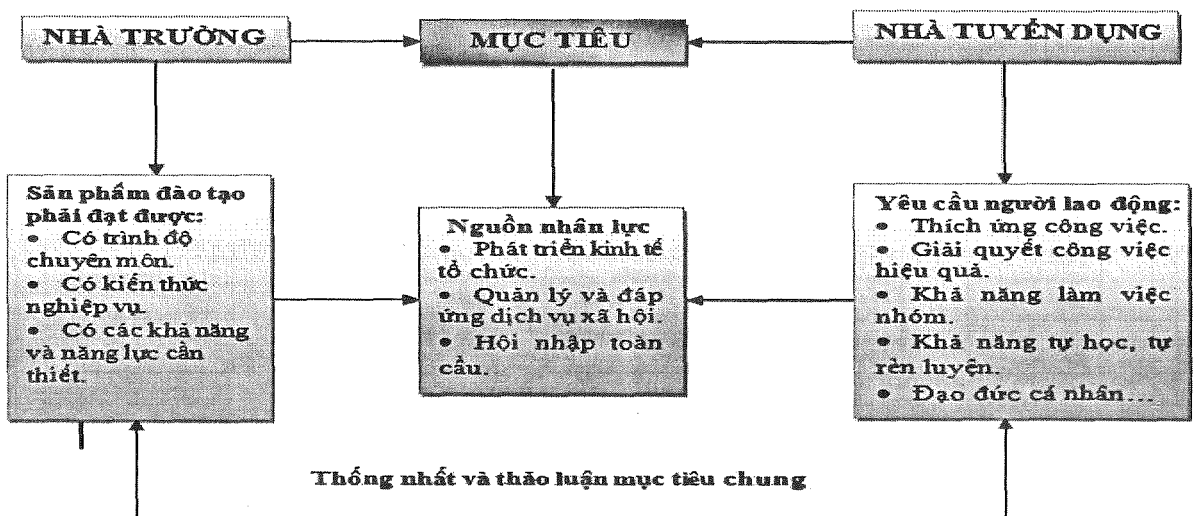 NHÀ TRƯỜNG
MỤC TIÊU
NHÀ TUYỂN DỤNG
Sản phẩm đào tạo
phải đạt được:
• Có trình độ
chuyên môn.
• Có kiến thức
nghiệp vụ.
• Có các khả năng
và năng lực cần
thiết.
Nguồn nhân lực
• Phát triển kinh tế
tổ chức.
• Quản lý và đáp
ứng dịch vụ xã hội.
• Hội nhập toàn
cầu...
Yêu cầu người lao động:
• Thích ứng công việc.
• Giải quyết công việc
hiệu quả.
• Khả năng làm việc
nhóm.
• Khả năng tự học, tự
rèn luyện.
• Đạo đức cá nhân...
Thống nhất và thảo luận mục tiêu chung